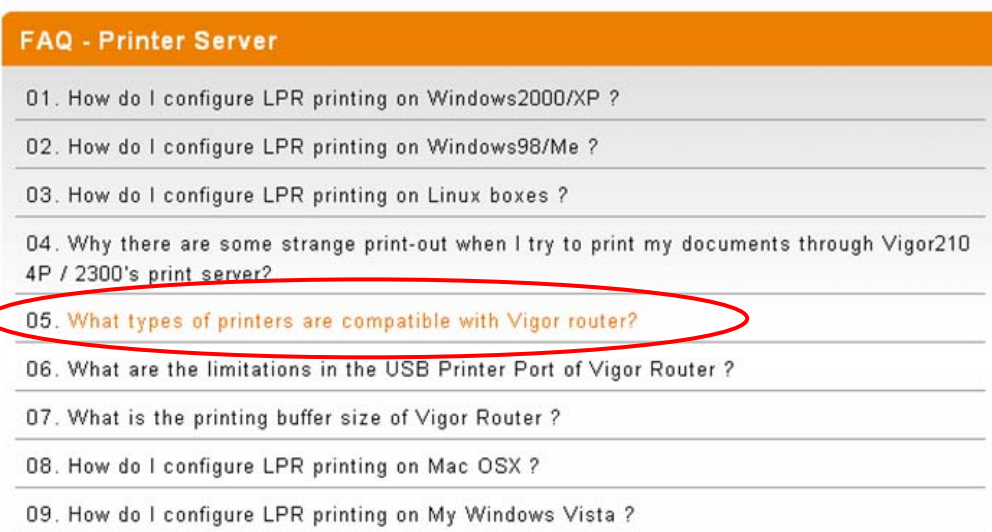 FAQ - Printer Server
01. How do I configure LPR printing on Windows2000/XP ?
02. How do I configure LPR printing on Windows98/Me ?
03. How do I configure LPR printing on Linux boxes ?
04. Why there are some strange print-out when I try to print my documents through Vigor210
4P / 2300's print server?
05. What types of printers are compatible with Vigor router?
06. What are the limitations in the USB Printer Port of Vigor Router ?
07. What is the printing buffer size of Vigor Router ?
08. How do I configure LPR printing on Mac OSX ?
09. How do I configure LPR printing on My Windows Vista ?